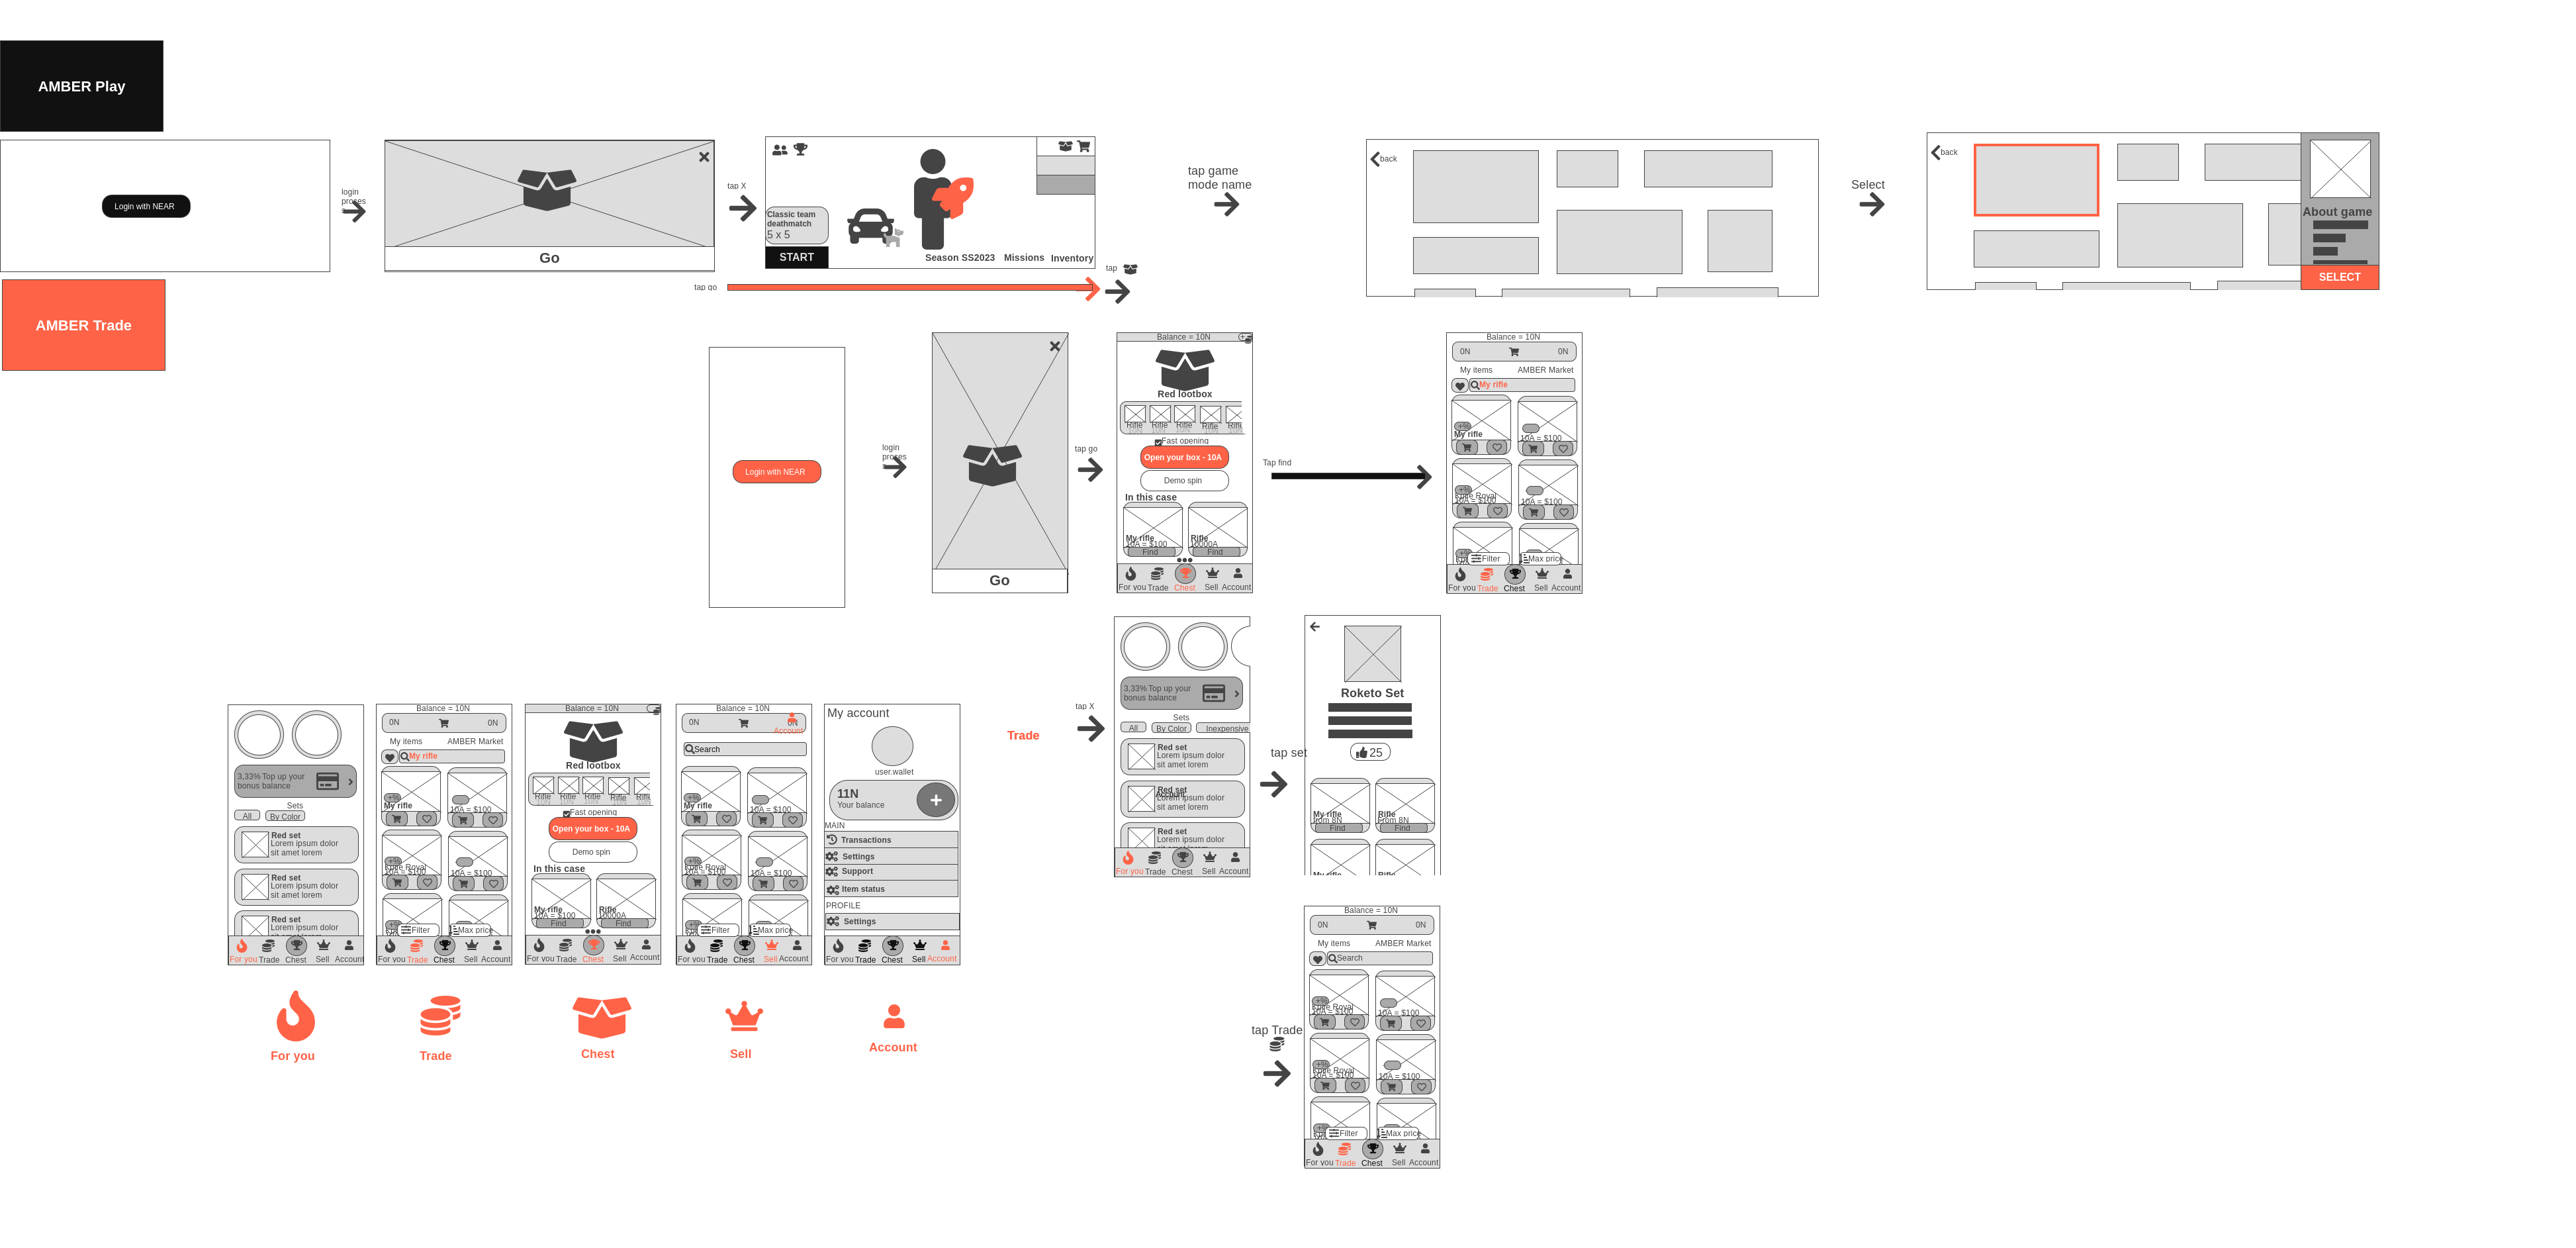 AMBER Play
Login with NEAR
login
proces
Go
tap X
Classic team
deathmatch
5 x 5
START
Season SS2023
Missions
Inventory
tap game
mode name
back
Select
back
About game
SELECT
tap go
tap
AMBER Trade
Login with NEAR
login
proces
Go
tap go
Balance = 10N
Red lootbox
Rifle Rifle Rifle Rifle
Fast opening
Open your box - 10A
Demo spin
In this case
My rifle
10A = $100
Find
Rifle
10000A
Find
For you Trade Chest Sell Account
Tap find
Balance = 10N
0N 0N
My items AMBER Market
My rifle
+%
My rifle
10A = $100
+%
Knife Royal
10A = $100
10A = $100
Filter Max price
For you Trade Chest Sell Account
3,33% Top up your
bonus balance
Sets
All By Color
Red set
Lorem ipsum dolor
sit amet lorem
Red set
Lorem ipsum dolor
sit amet lorem
Red set
Lorem ipsum dolor
For you Trade Chest Sell Account
Balance = 10N
0N 0N
My items AMBER Market
My rifle
+%
My rifle
10A = $100
+%
Knife Royal
10A = $100
10A = $100
Filter Max price
For you Trade Chest Sell Account
Balance = 10N
Red lootbox
Rifle Rifle Rifle Rifle
Fast opening
Open your box - 10A
Demo spin
In this case
My rifle
10A = $100
Find
Rifle
10000A
Find
For you Trade Chest Sell Account
Balance = 10N
0N 0N
Account
Search
+%
My rifle
10A = $100
+%
Knife Royal
10A = $100
10A = $100
Filter Max price
For you Trade Chest Sell Account
My account
user.wallet
11N
Your balance
MAIN
Transactions
Settings
Support
Item status
PROFILE
Settings
For you Trade Chest Sell Account
For you
Trade
Chest
Sell
Account
Trade
tap X
3,33% Top up your
bonus balance
Sets
All By Color Inexpensive
Red set
Lorem ipsum dolor
sit amet lorem
Red set
Account
Lorem ipsum dolor
sit amet lorem
Red set
Lorem ipsum dolor
For you Trade Chest Sell Account
tap set
Roketo Set
25
My rifle
from 8N
Find
Rifle
From 8N
Find
My rifle Rifle
tap Trade
Balance = 10N
0N 0N
My items AMBER Market
Search
+%
Knife Royal
10A = $100
10A = $100
+%
Knife Royal
10A = $100
10A = $100
Filter Max price
For you Trade Chest Sell Account